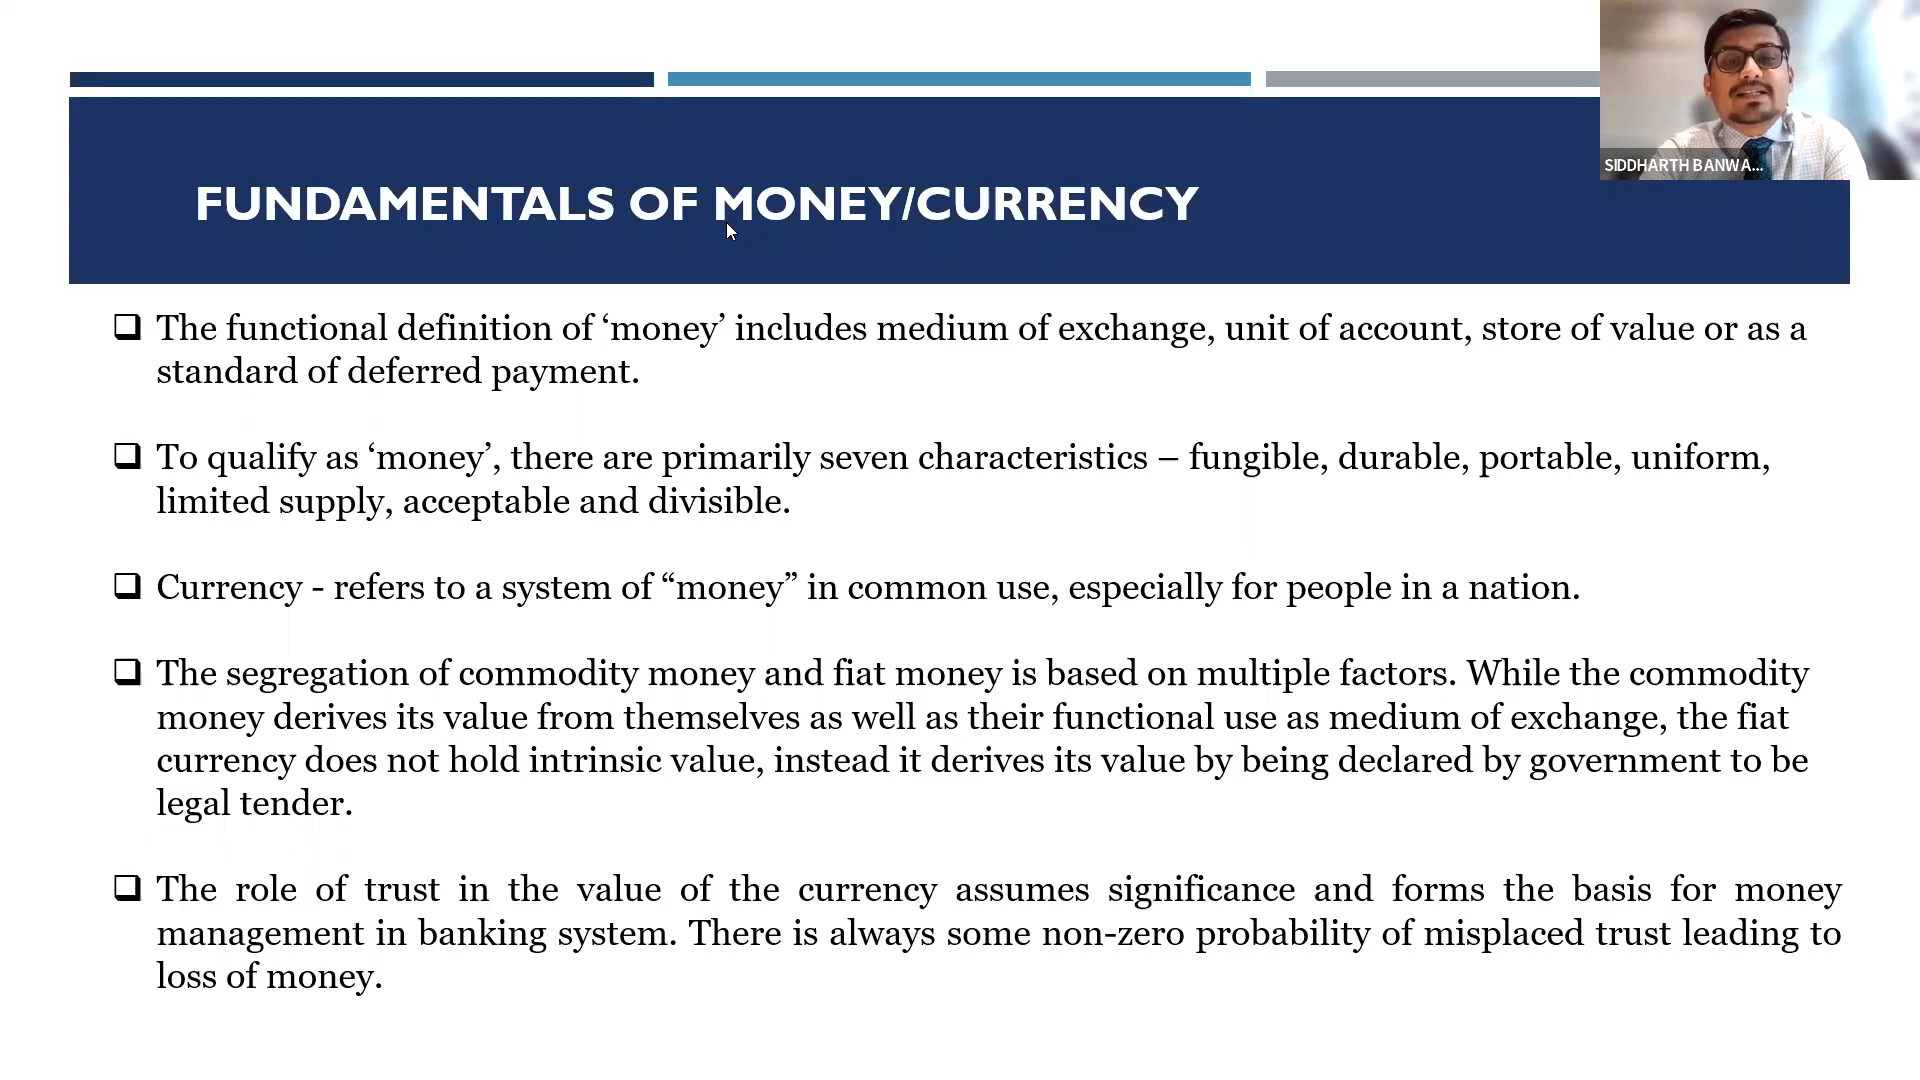 SIDDHARTH BANWA...
FUNDAMENTALS OF MONEY/CURRENCY
❑ The functional definition of ‘money’ includes medium of exchange, unit of account, store of value or as a
standard of deferred payment.
❑ To qualify as ‘money’, there are primarily seven characteristics – fungible, durable, portable, uniform,
limited supply, acceptable and divisible.
❑ Currency - refers to a system of “money” in common use, especially for people in a nation.
❑ The segregation of commodity money and fiat money is based on multiple factors. While the commodity
money derives its value from themselves as well as their functional use as medium of exchange, the fiat
currency does not hold intrinsic value, instead it derives its value by being declared by government to be
legal tender.
❑ The role of trust in the value of the currency assumes significance and forms the basis for money
management in banking system. There is always some non-zero probability of misplaced trust leading to
loss of money.